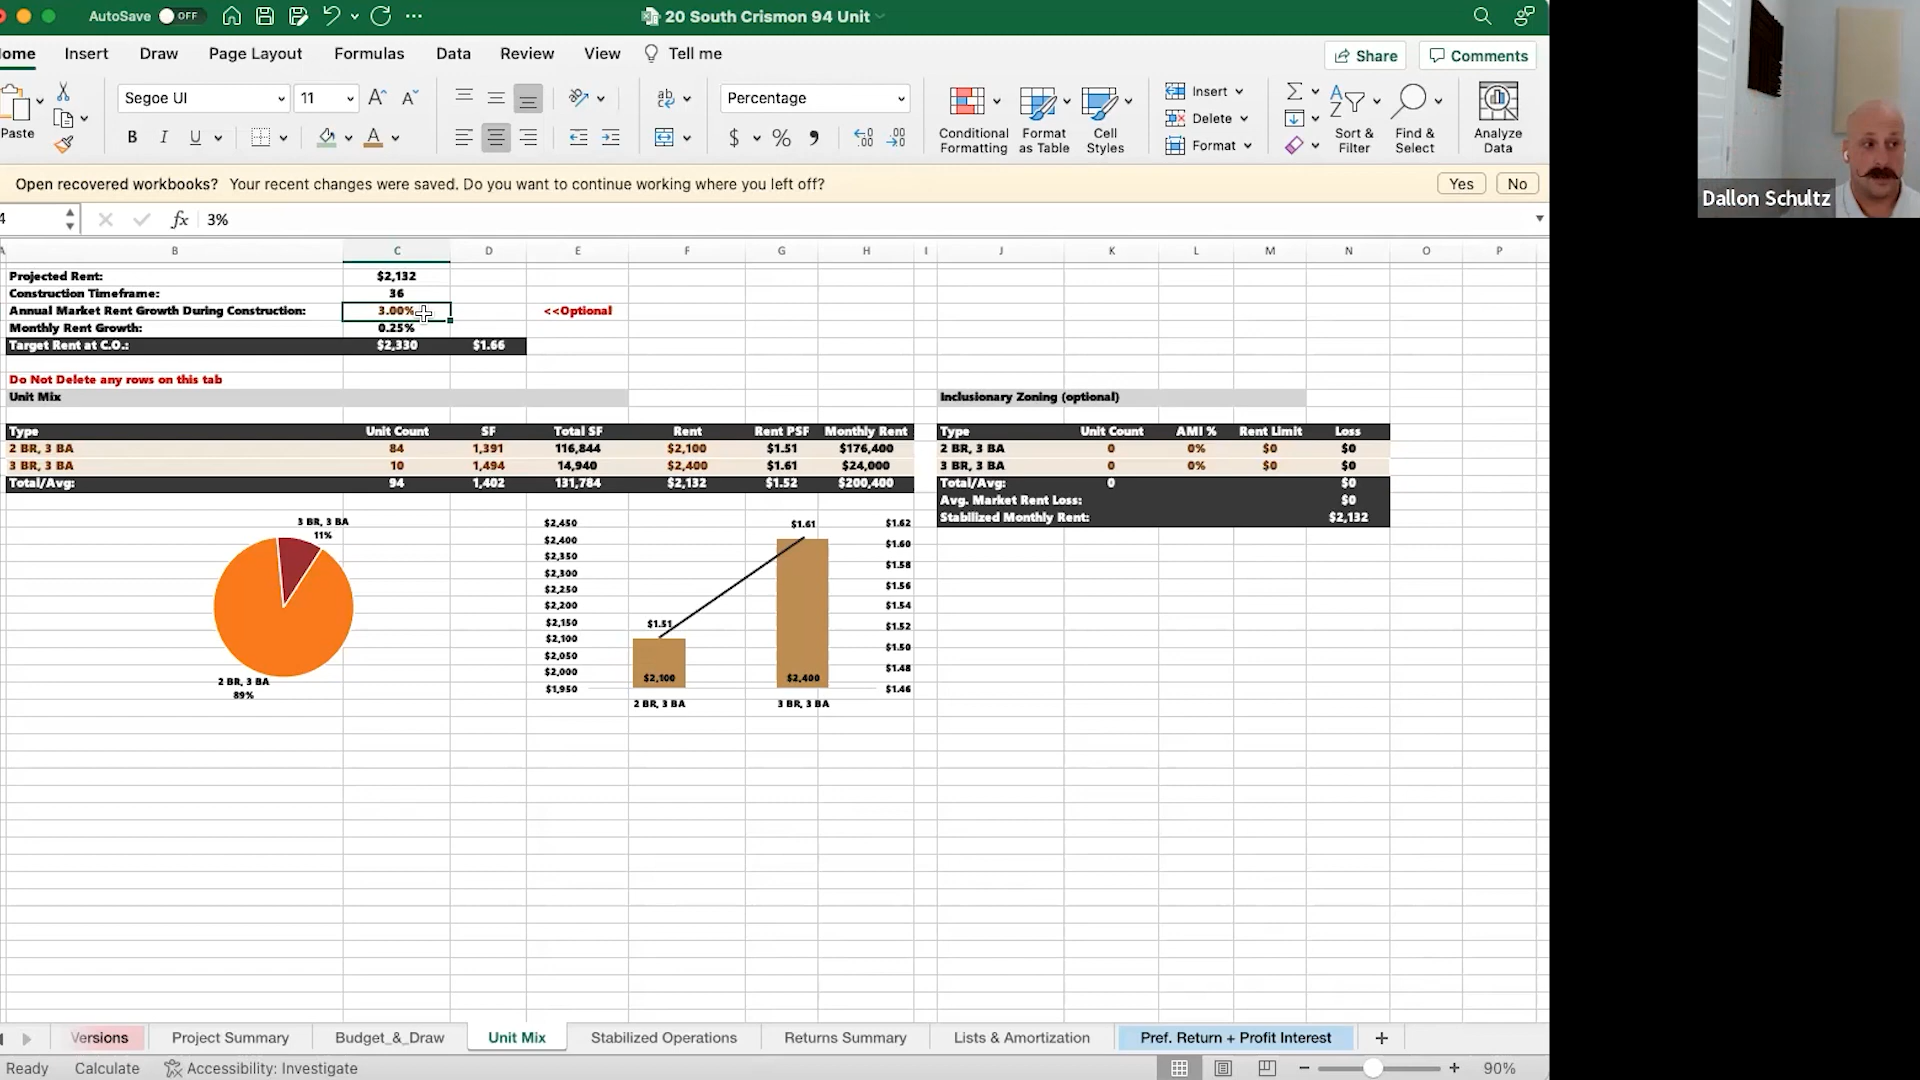 AutoSave OFF 20 South Crismon 94 Unit
Home Insert Draw Page Layout Formulas Data Review View Tell me Share Comments
Paste Segoe UI 11 Percentage
B I U A $ % 9
Conditional Formatting Format as Table Cell Styles Insert Delete Format Sort & Filter Find & Select Analyze Data
Open recovered workbooks? Your recent changes were saved. Do you want to continue working where you left off? Yes No
4 fx 3%
A B C D E F G H I J K L M N O P
Projected Rent: $2,132
Construction Timeframe: 36
Annual Market Rent Growth During Construction: 3.00% <<Optional
Monthly Rent Growth: 0.25%
Target Rent at C.O.: $2,330 $1.66
Do Not Delete any rows on this tab
Unit Mix
Type Unit Count SF Total SF Rent Rent PSF Monthly Rent
2 BR, 3 BA 84 1,391 116,844 $2,100 $1.51 $176,400
3 BR, 3 BA 10 1,494 14,940 $2,400 $1.61 $24,000
Total/Avg: 94 1,402 131,784 $2,132 $1.52 $200,400
Inclusionary Zoning (optional)
Type Unit Count AMI % Rent Limit Loss
2 BR, 3 BA 0 0% $0 $0
3 BR, 3 BA 0 0% $0 $0
Total/Avg: 0 $0
Avg. Market Rent Loss: $0
Stabilized Monthly Rent: $2,132
3 BR, 3 BA
11%
2 BR, 3 BA
89%
$2,450
$2,400
$2,350
$2,300
$2,250
$2,200
$2,150
$2,100
$2,050
$2,000
$1,950
$1.51
$1.61
$2,100
$2,400
2 BR, 3 BA
3 BR, 3 BA
$1.62
$1.60
$1.58
$1.56
$1.54
$1.52
$1.50
$1.48
$1.46
Versions Project Summary Budget_&_Draw Unit Mix Stabilized Operations Returns Summary Lists & Amortization Pref. Return + Profit Interest
Ready Calculate Accessibility: Investigate 90%
Dallon Schultz